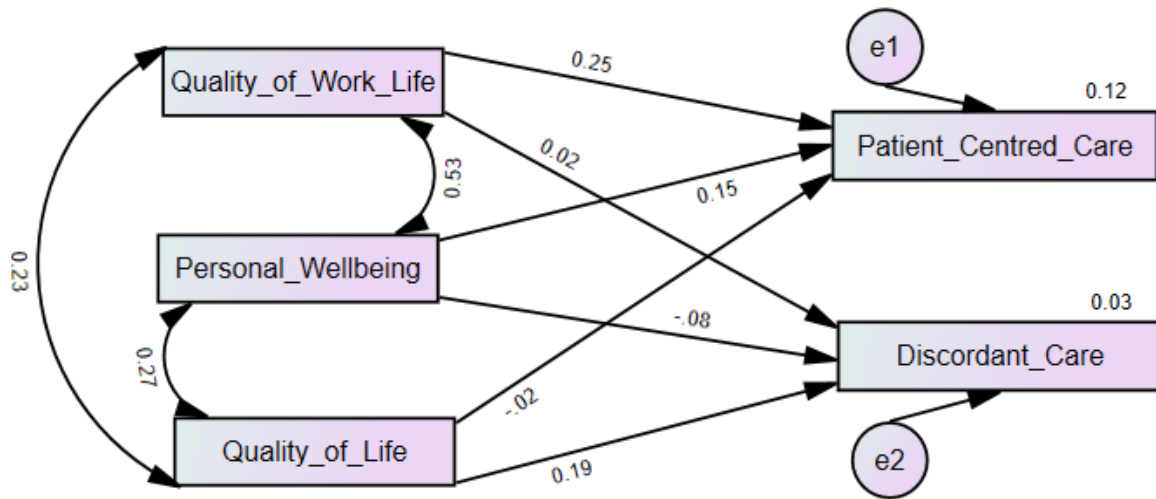 e1
0.12
Quality_of_Work_Life
0.25
Patient_Centred_Care
0.02
0.53
0.15
0.23
Personal_Wellbeing
-.08
0.03
Discordant_Care
0.27
-.02
Quality_of_Life
0.19
e2